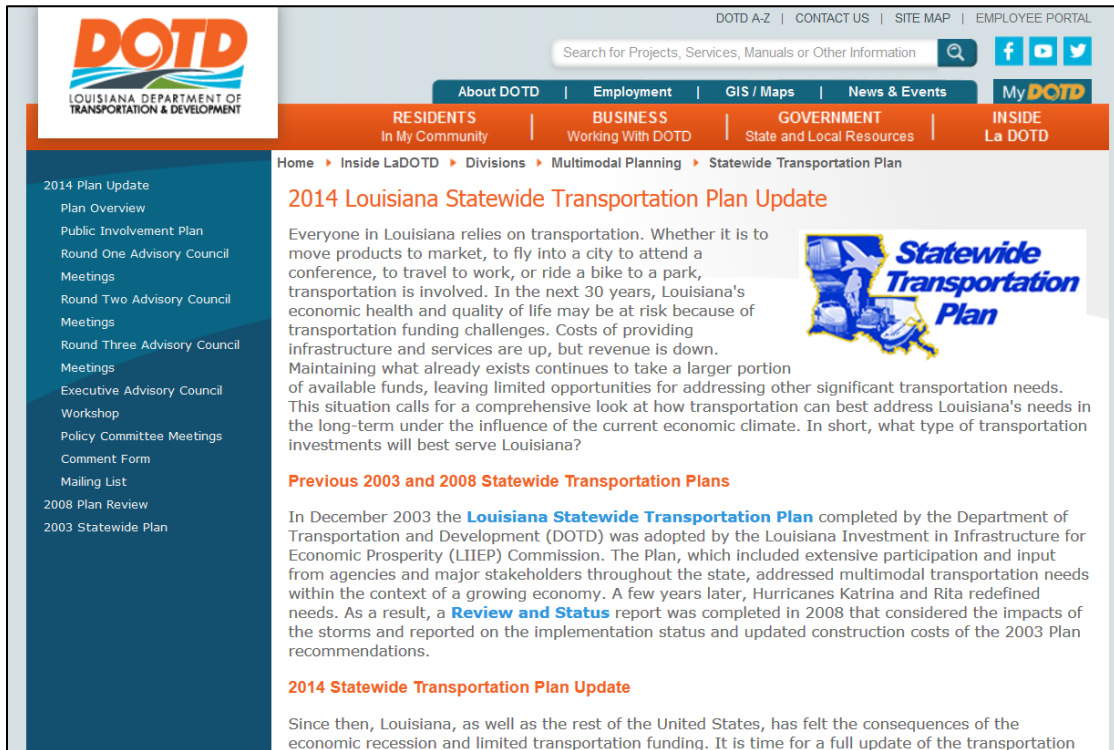 DOTD A-Z | CONTACT US | SITE MAP | EMPLOYEE PORTAL
DOTD
LOUISIANA DEPARTMENT OF
TRANSPORTATION & DEVELOPMENT
Search for Projects, Services, Manuals or Other Information
About DOTD | Employment | GIS / Maps | News & Events
My DOTD
RESIDENTS
In My Community
BUSINESS
Working With DOTD
GOVERNMENT
State and Local Resources
INSIDE
La DOTD
Home ▸ Inside LaDOTD ▸ Divisions ▸ Multimodal Planning ▸ Statewide Transportation Plan
2014 Plan Update
Plan Overview
Public Involvement Plan
Round One Advisory Council
Meetings
Round Two Advisory Council
Meetings
Round Three Advisory Council
Meetings
Executive Advisory Council
Workshop
Policy Committee Meetings
Comment Form
Mailing List
2008 Plan Review
2003 Statewide Plan
2014 Louisiana Statewide Transportation Plan Update
Everyone in Louisiana relies on transportation. Whether it is to
move products to market, to fly into a city to attend a
conference, to travel to work, or ride a bike to a park,
transportation is involved. In the next 30 years, Louisiana's
economic health and quality of life may be at risk because of
transportation funding challenges. Costs of providing
infrastructure and services are up, but revenue is down.
Maintaining what already exists continues to take a larger portion
of available funds, leaving limited opportunities for addressing other significant transportation needs.
This situation calls for a comprehensive look at how transportation can best address Louisiana's needs in
the long-term under the influence of the current economic climate. In short, what type of transportation
investments will best serve Louisiana?
Statewide
Transportation
Plan
Previous 2003 and 2008 Statewide Transportation Plans
In December 2003 the Louisiana Statewide Transportation Plan completed by the Department of
Transportation and Development (DOTD) was adopted by the Louisiana Investment in Infrastructure for
Economic Prosperity (LIIEP) Commission. The Plan, which included extensive participation and input
from agencies and major stakeholders throughout the state, addressed multimodal transportation needs
within the context of a growing economy. A few years later, Hurricanes Katrina and Rita redefined
needs. As a result, a Review and Status report was completed in 2008 that considered the impacts of
the storms and reported on the implementation status and updated construction costs of the 2003 Plan
recommendations.
2014 Statewide Transportation Plan Update
Since then, Louisiana, as well as the rest of the United States, has felt the consequences of the
economic recession and limited transportation funding. It is time for a full update of the transportation